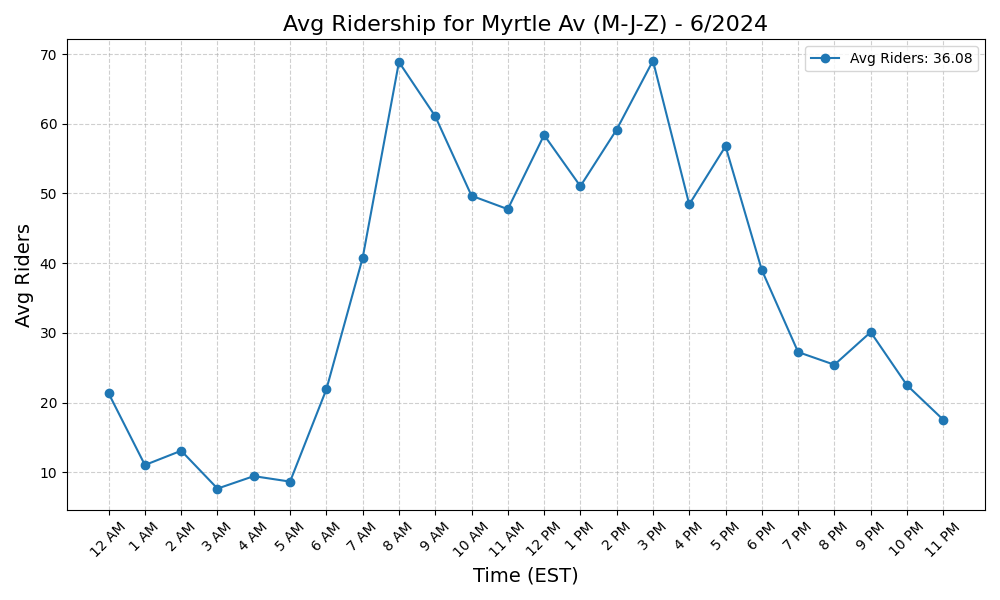 Avg Ridership for Myrtle Av (M-J-Z) - 6/2024
Avg Riders: 36.08
Avg Riders
70
60
50
40
30
20
10
12 AM
1 AM
2 AM
3 AM
4 AM
5 AM
6 AM
7 AM
8 AM
9 AM
10 AM
11 AM
12 PM
1 PM
2 PM
3 PM
4 PM
5 PM
6 PM
7 PM
8 PM
9 PM
10 PM
11 PM
Time (EST)